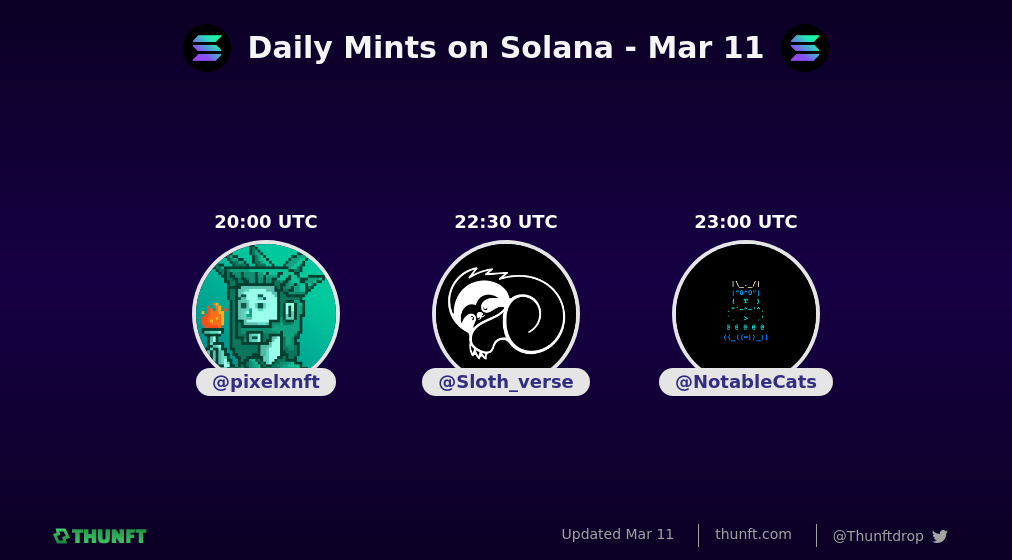 Daily Mints on Solana - Mar 11
20:00 UTC
22:30 UTC
23:00 UTC
@pixelxnft
@Sloth_verse
@NotableCats
THUNFT
Updated Mar 11
thunft.com
@Thunftdrop